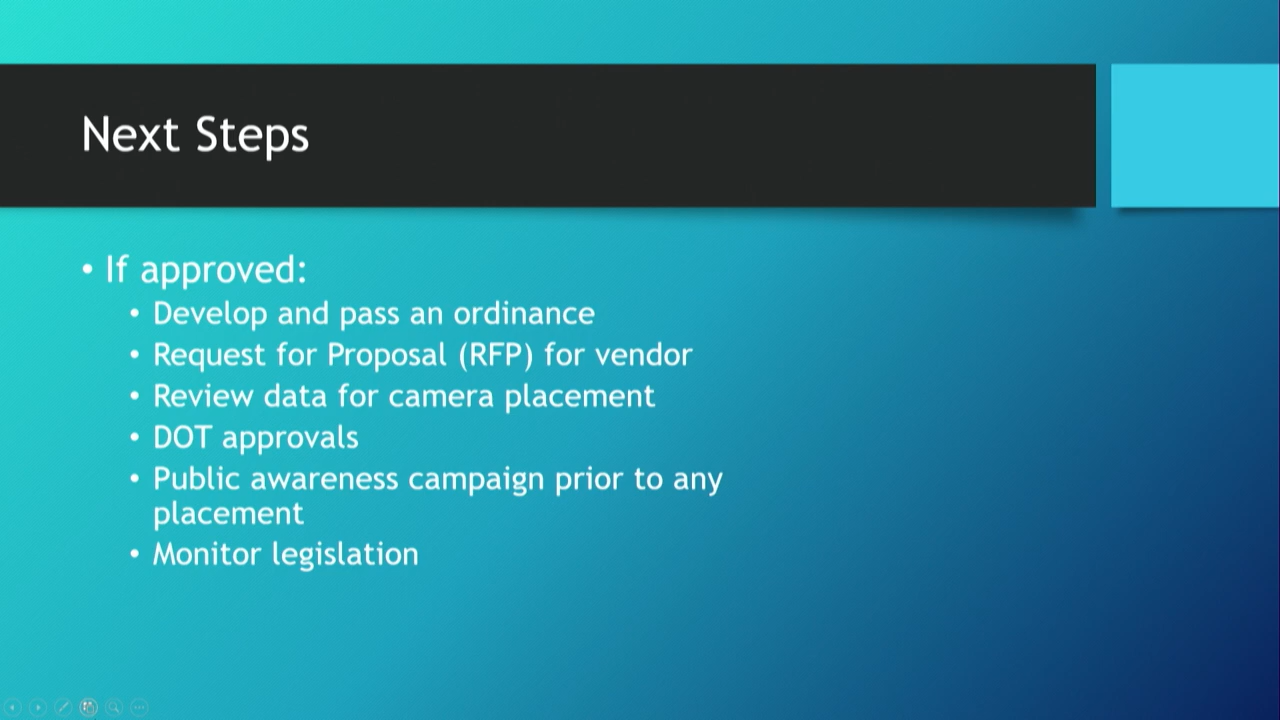 Next Steps
• If approved:
• Develop and pass an ordinance
• Request for Proposal (RFP) for vendor
• Review data for camera placement
• DOT approvals
• Public awareness campaign prior to any
placement
• Monitor legislation